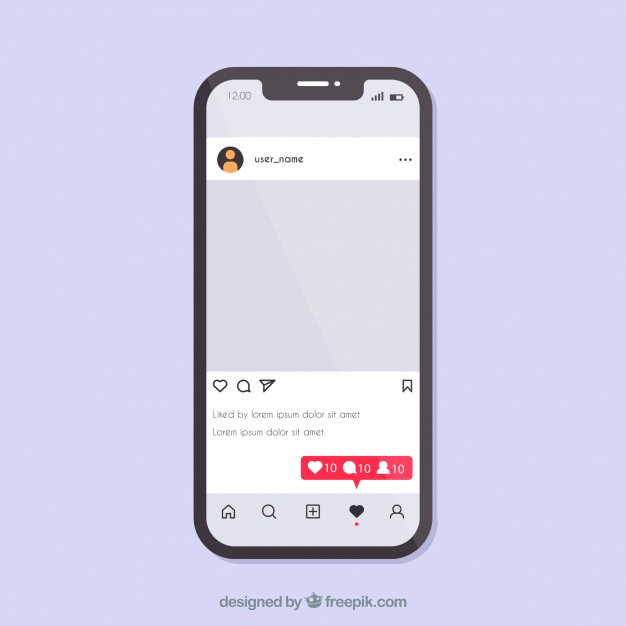 12:00
user_name
Liked by lorem ipsum dolor sit amet
Lorem ipsum dolor sit amet
10 10 10
designed by freepik.com